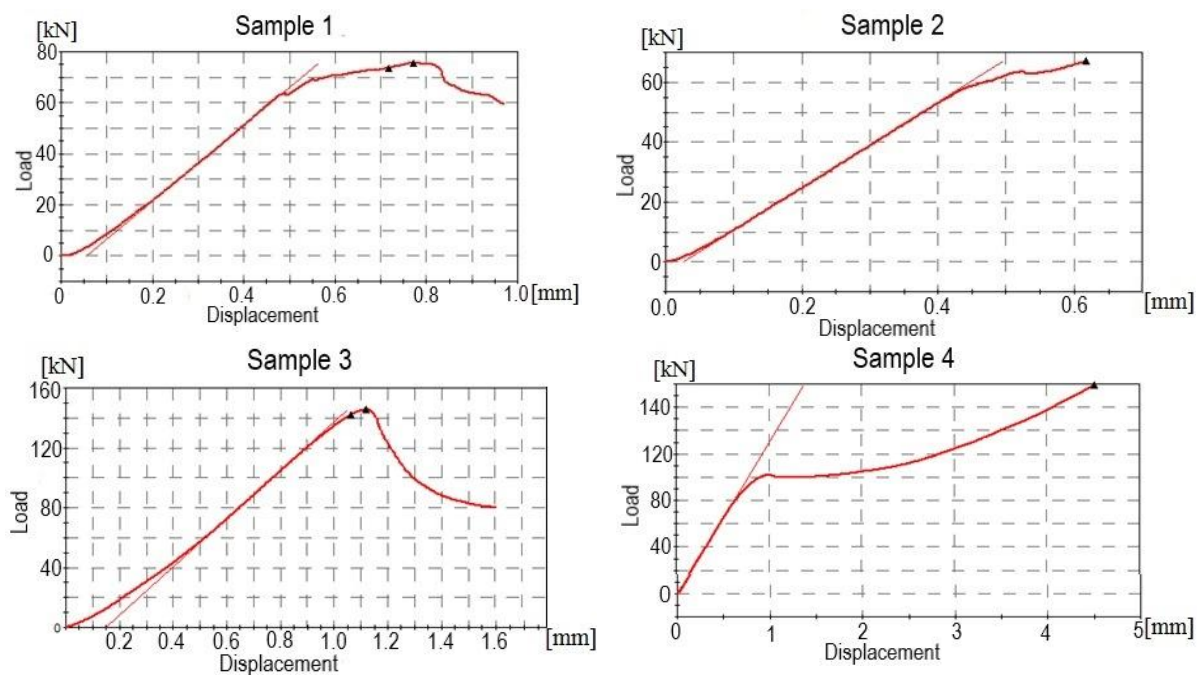 Sample 1
[kN]
80
60
40
20
0
Load
0.0 0.2 0.4 0.6 0.8 1.0 [mm]
Displacement
Sample 2
[kN]
60
40
20
0
Load
0.0 0.2 0.4 0.6 [mm]
Displacement
Sample 3
[kN]
160
120
80
40
0
Load
0.2 0.4 0.6 0.8 1.0 1.2 1.4 1.6 [mm]
Displacement
Sample 4
[kN]
140
120
80
40
0
Load
0 1 2 3 4 5 [mm]
Displacement